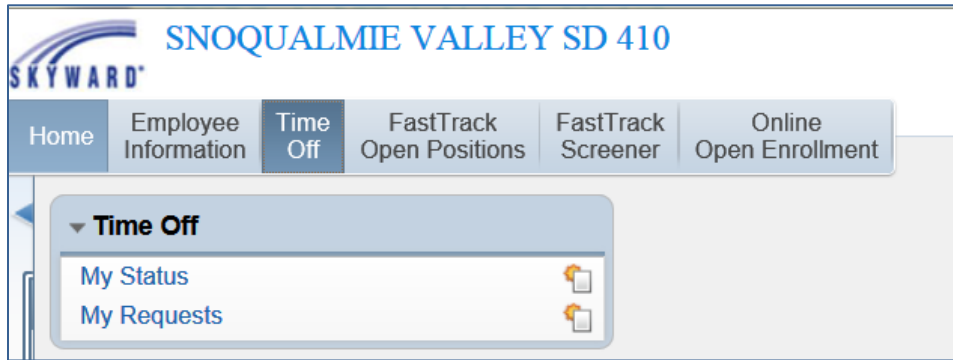 SNOQUALMIE VALLEY SD 410
SKYWARD
Home
Employee
Information
Time
Off
FastTrack
Open Positions
FastTrack
Screener
Online
Open Enrollment
Time Off
My Status
My Requests